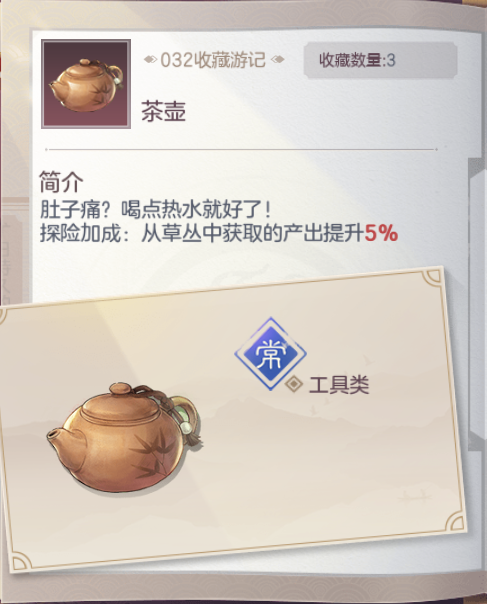 032收藏游记
收藏数量:3
茶壶
简介
肚子痛？喝点热水就好了！
探险加成：从草丛中获取的产出提升5%
常
工具类